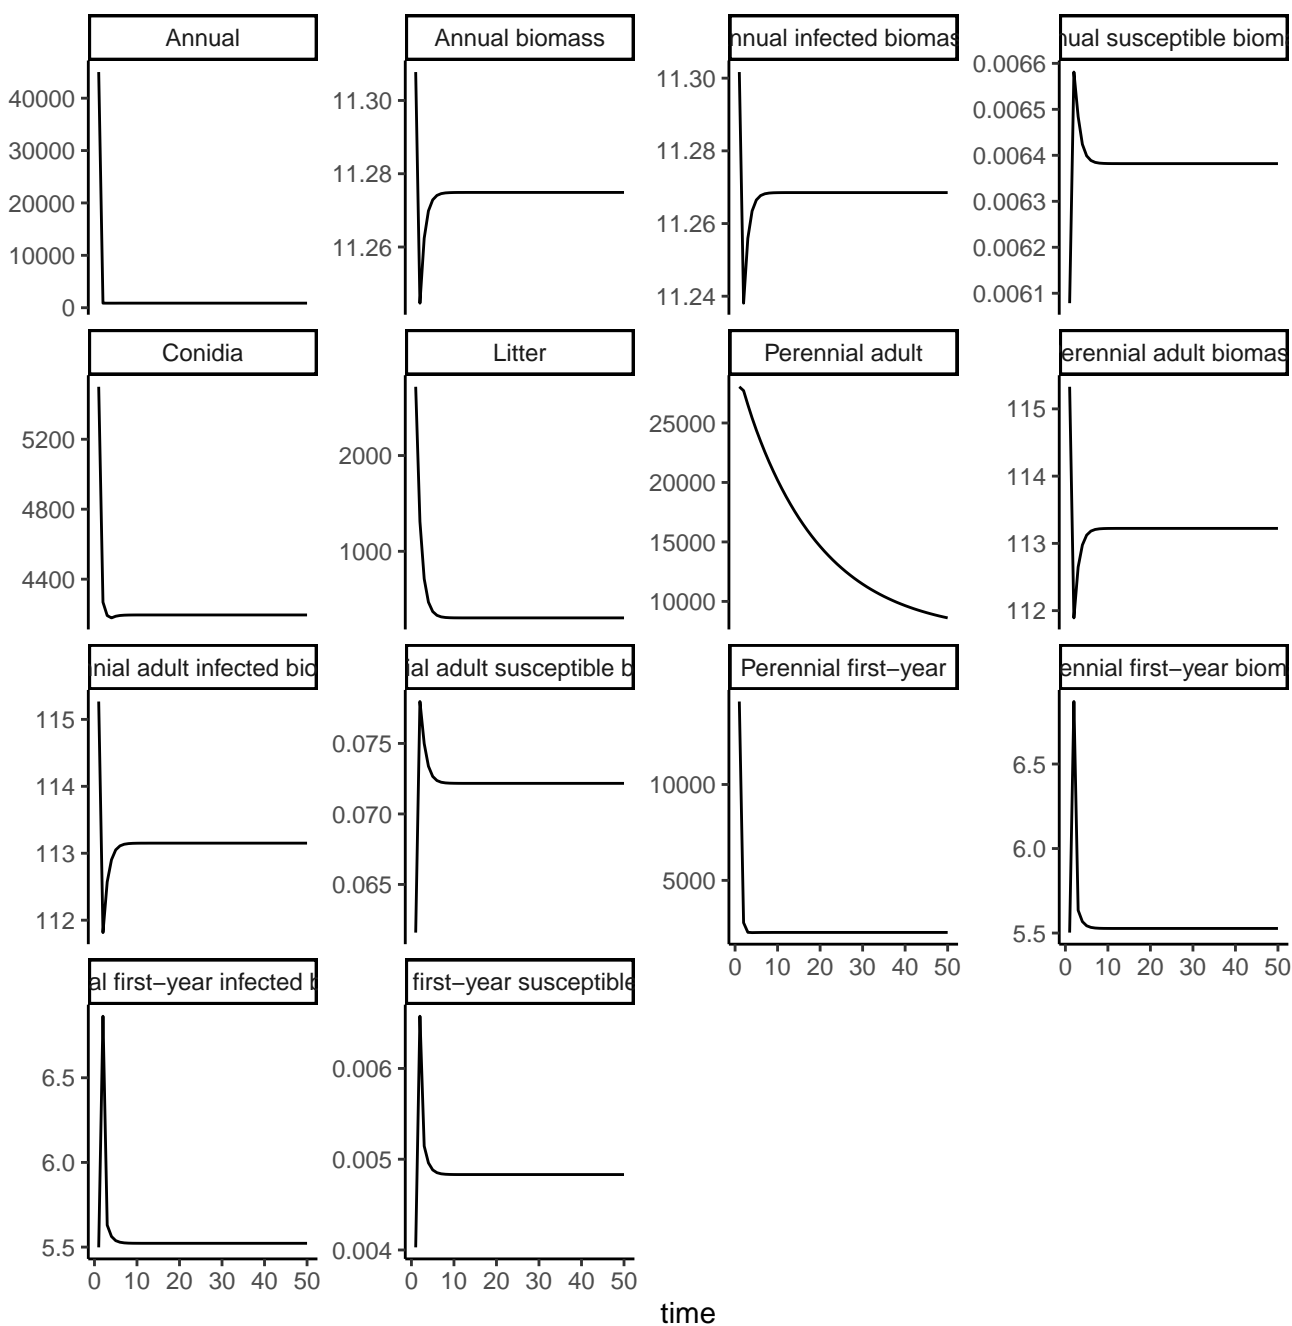 Annual
Annual biomass
nnual infected biomas
nual susceptible biom
40000
30000
20000
10000
0
11.30
11.28
11.26
11.30
11.28
11.26
11.24
0.0066
0.0065
0.0064
0.0063
0.0062
0.0061
Conidia
Litter
Perennial adult
erennial adult biomas
5200
4800
4400
2000
1000
25000
20000
15000
10000
115
114
113
112
nnial adult infected bio
ial adult susceptible b
Perennial first−year
ennial first−year biom
115
114
113
112
0.075
0.070
0.065
10000
5000
6.5
6.0
5.5
0 10 20 30 40 50
0 10 20 30 40 50
al first−year infected b
first−year susceptible
6.5
6.0
5.5
0.006
0.005
0.004
0 10 20 30 40 50
0 10 20 30 40 50
time